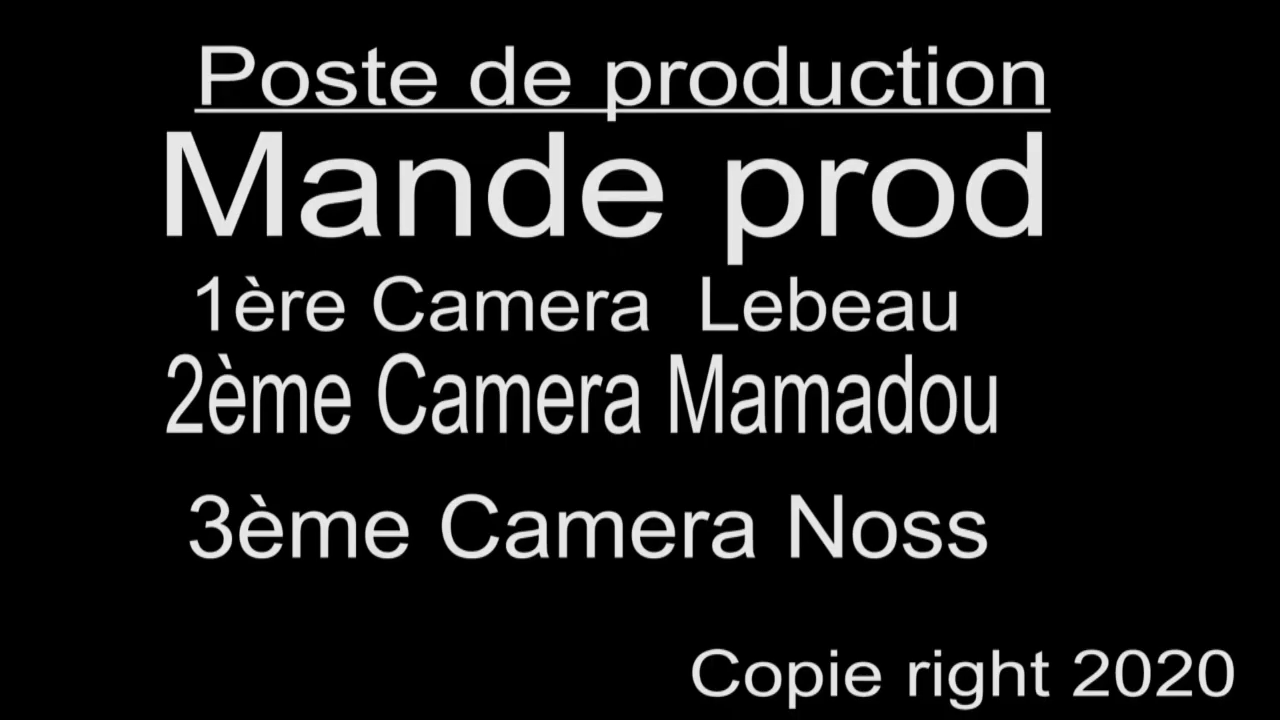 Poste de production
Mande prod
1ère Camera Lebeau
2ème Camera Mamadou
3ème Camera Noss
Copie right 2020